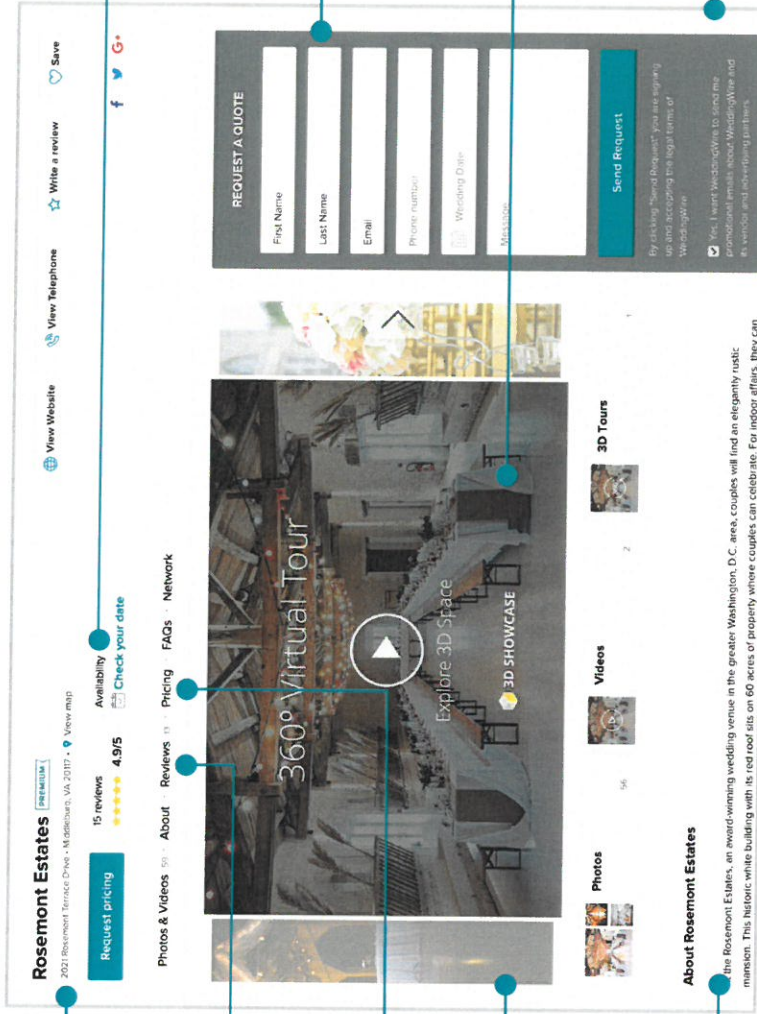 Rosemont Estates PREMIUM
2021 Rosemont Terrace Drive • Middleburg, VA 20117 • View map
View Website
View Telephone
Write a review
Save
Request pricing
15 reviews
4.9/5
Availability
Check your date
f
G+
Photos & Videos 59 · About · Reviews 13 · Pricing · FAQs · Network
360° Virtual Tour
Explore 3D Space
3D SHOWCASE
REQUEST A QUOTE
First Name
Last Name
Email
Phone number
Wedding Date
Message
Send Request
By clicking "Send Request" you are signing
up and accepting the legal terms of
WeddingWire
Yes, I want WeddingWire to send me
promotional emails about WeddingWire and
its vendor and advertising partners
Photos
56
Videos
2
3D Tours
1
About Rosemont Estates
the Rosemont Estates, an award-winning wedding venue in the greater Washington, D.C. area, couples will find an elegantly rustic
mansion. This historic white building with its red roof sits on 60 acres of property where couples can celebrate. For indoor affairs, they can